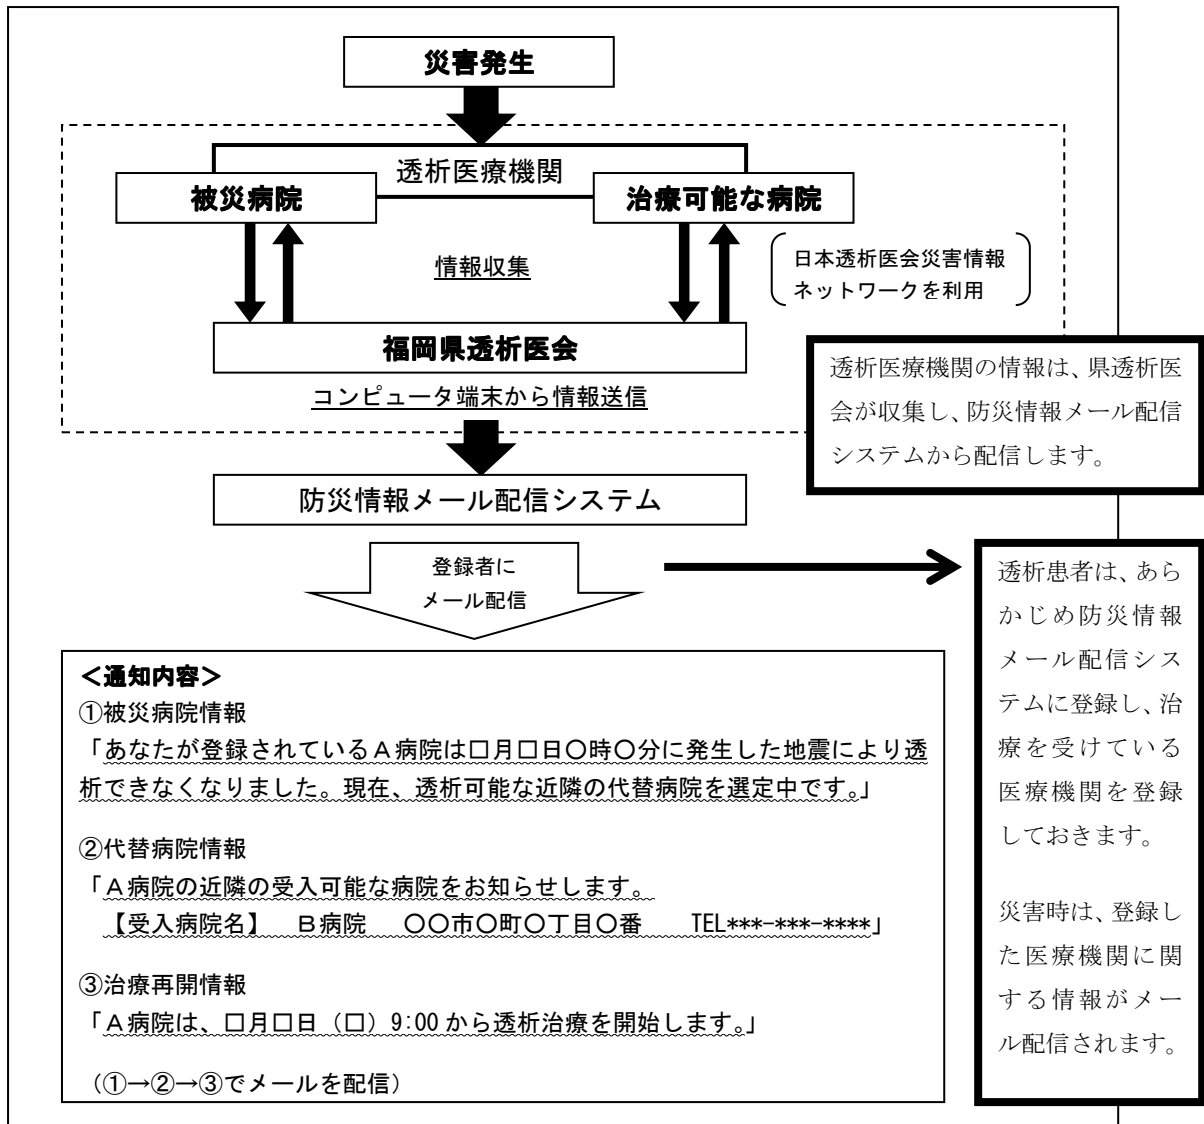 災害発生
透析医療機関
被災病院
治療可能な病院
情報収集
日本透析医会災害情報
ネットワークを利用
福岡県透析医会
コンピュータ端末から情報送信
透析医療機関の情報は、県透析医
会が収集し、防災情報メール配信
システムから配信します。
防災情報メール配信システム
登録者に
メール配信
透析患者は、あら
かじめ防災情報
メール配信シス
テムに登録し、治
療を受けている
医療機関を登録
しておきます。
災害時は、登録し
た医療機関に関
する情報がメー
ル配信されます。
＜通知内容＞
①被災病院情報
「あなたが登録されているＡ病院は□月□日〇時〇分に発生した地震により透
析できなくなりました。現在、透析可能な近隣の代替病院を選定中です。」
②代替病院情報
「Ａ病院の近隣の受入可能な病院をお知らせします。
【受入病院名】　Ｂ病院　〇〇市〇町〇丁目〇番　TEL***-***-****」
③治療再開情報
「Ａ病院は、□月□日（□）9:00 から透析治療を開始します。」
（①→②→③でメールを配信）